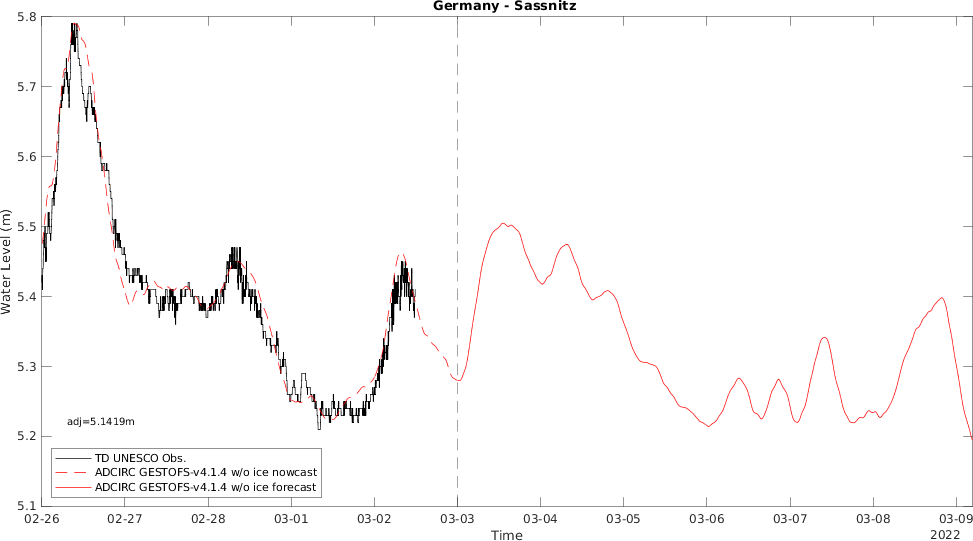 Germany - Sassnitz
5.8
5.7
5.6
5.5
5.4
5.3
5.2
5.1
Water Level (m)
adj=5.1419m
TD UNESCO Obs.
ADCIRC GESTOFS-v4.1.4 w/o ice nowcast
ADCIRC GESTOFS-v4.1.4 w/o ice forecast
02-26 02-27 02-28 03-01 03-02 03-03 03-04 03-05 03-06 03-07 03-08 03-09
Time
2022